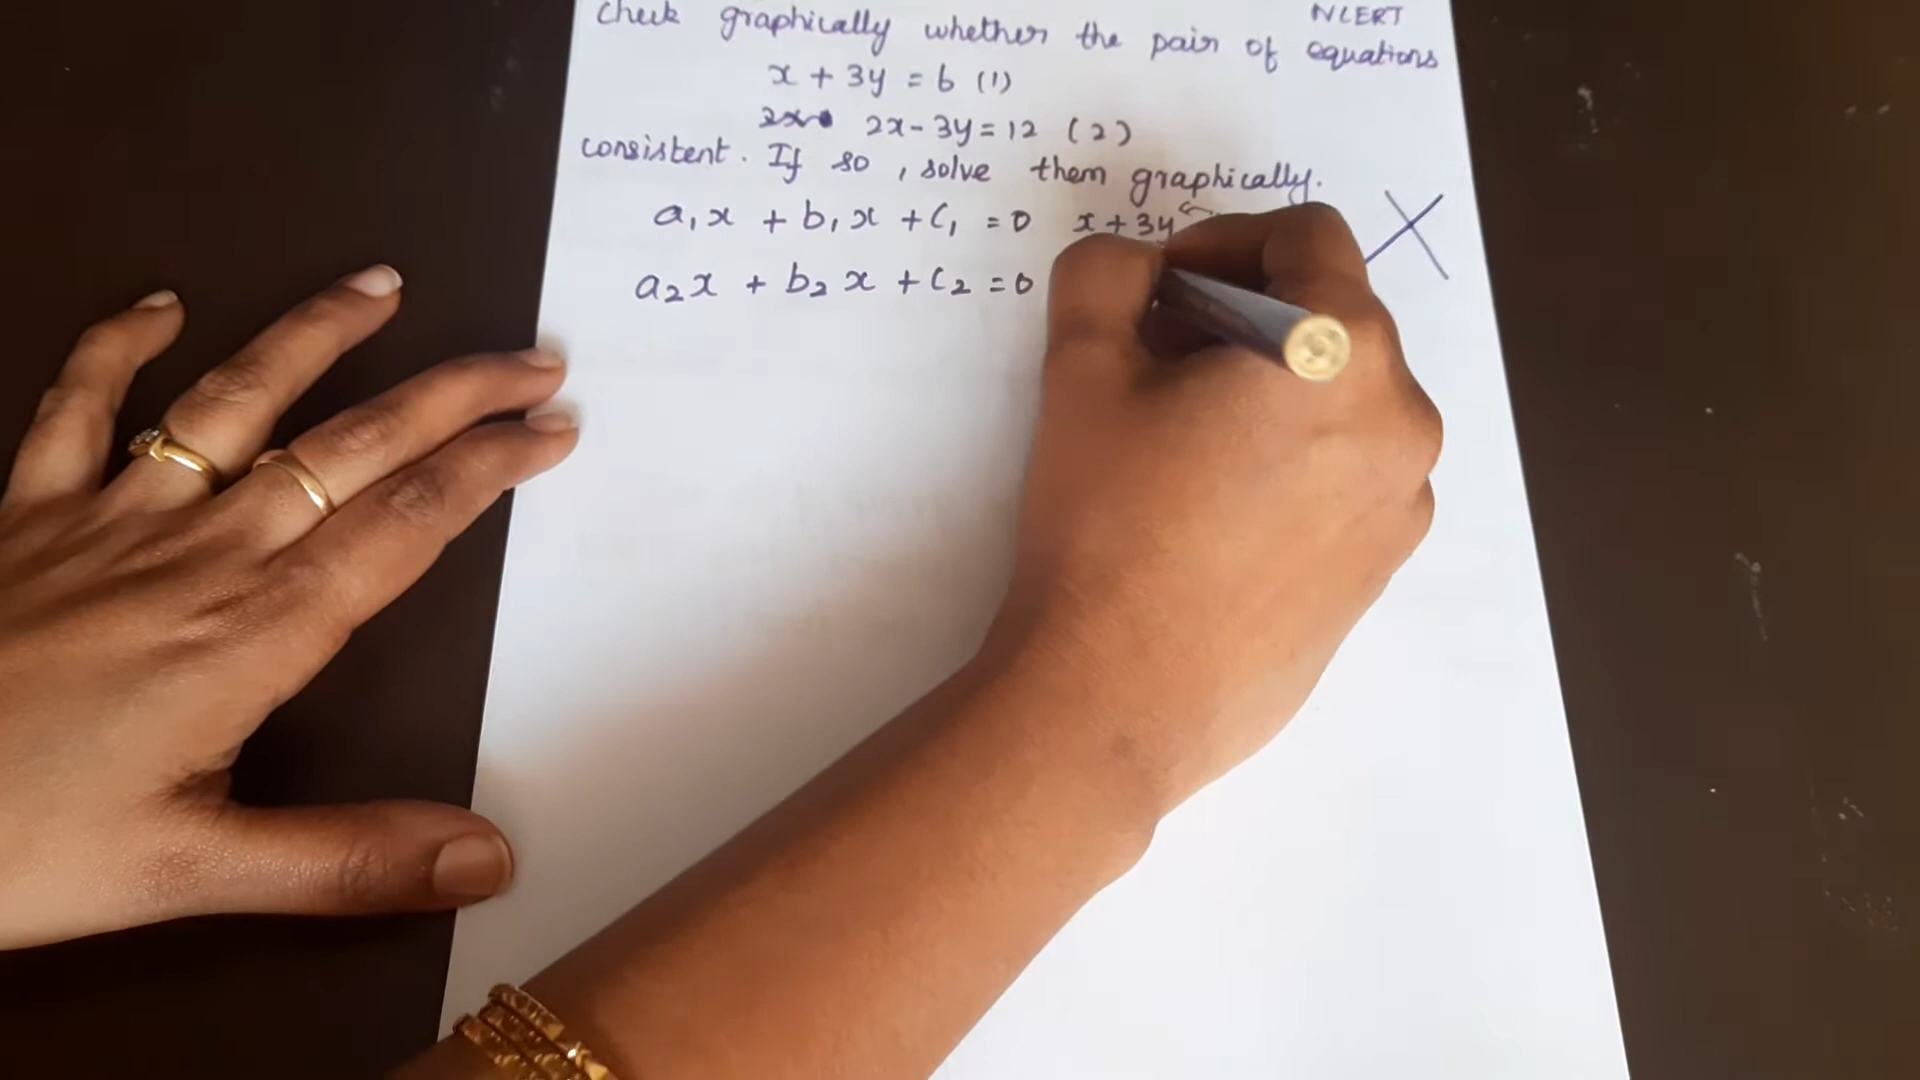 NCERT
Check graphically whether the pair of equations
x + 3y = 6 (1)
2x - 3y = 12 (2)
consistent. If so, solve them graphically.
a₁x + b₁x + C₁ = 0 x + 3y
a₂x + b₂x + C₂ = 0